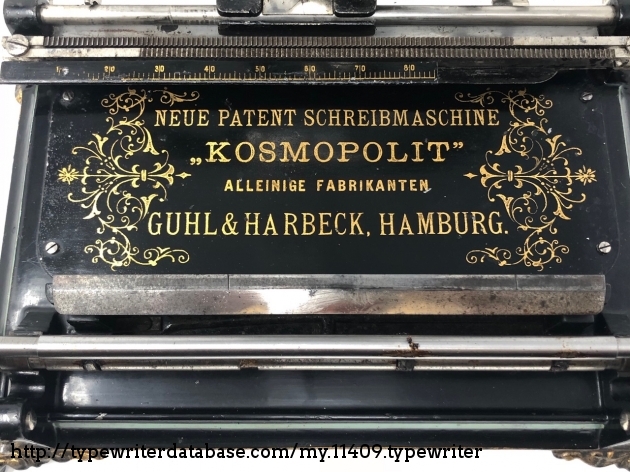 10 20 30 40 50 60 70 80
NEUE PATENT SCHREIBMASCHINE
„KOSMOPOLIT”
ALLEINIGE FABRIKANTEN
GUHL & HARBECK, HAMBURG.
http://typewriterdatabase.com/my.11409.typewriter